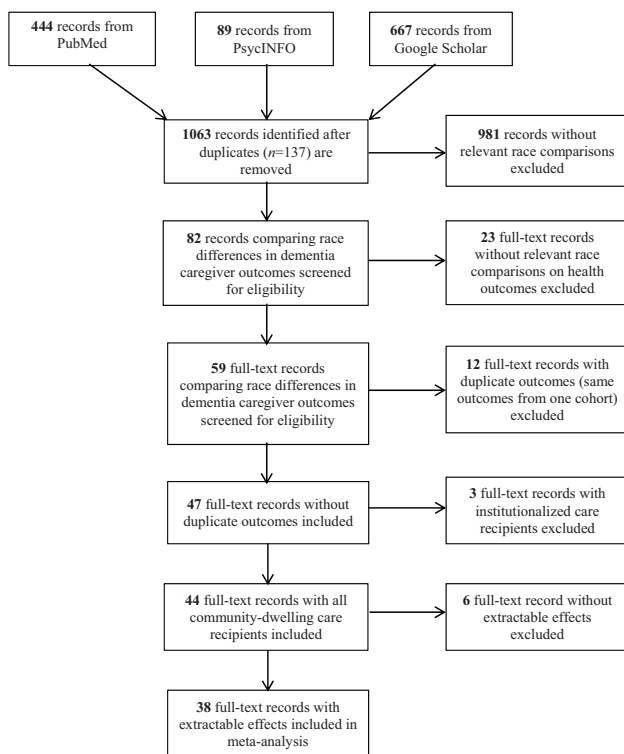 444 records from
PubMed
89 records from
PsycINFO
667 records from
Google Scholar
1063 records identified after
duplicates (n=137) are
removed
981 records without
relevant race comparisons
excluded
82 records comparing race
differences in dementia
caregiver outcomes screened
for eligibility
23 full-text records
without relevant race
comparisons on health
outcomes excluded
59 full-text records
comparing race differences in
dementia caregiver outcomes
screened for eligibility
12 full-text records with
duplicate outcomes (same
outcomes from one cohort)
excluded
47 full-text records without
duplicate outcomes included
3 full-text records with
institutionalized care
recipients excluded
44 full-text records with all
community-dwelling care
recipients included
6 full-text record without
extractable effects
excluded
38 full-text records with
extractable effects included in
meta-analysis